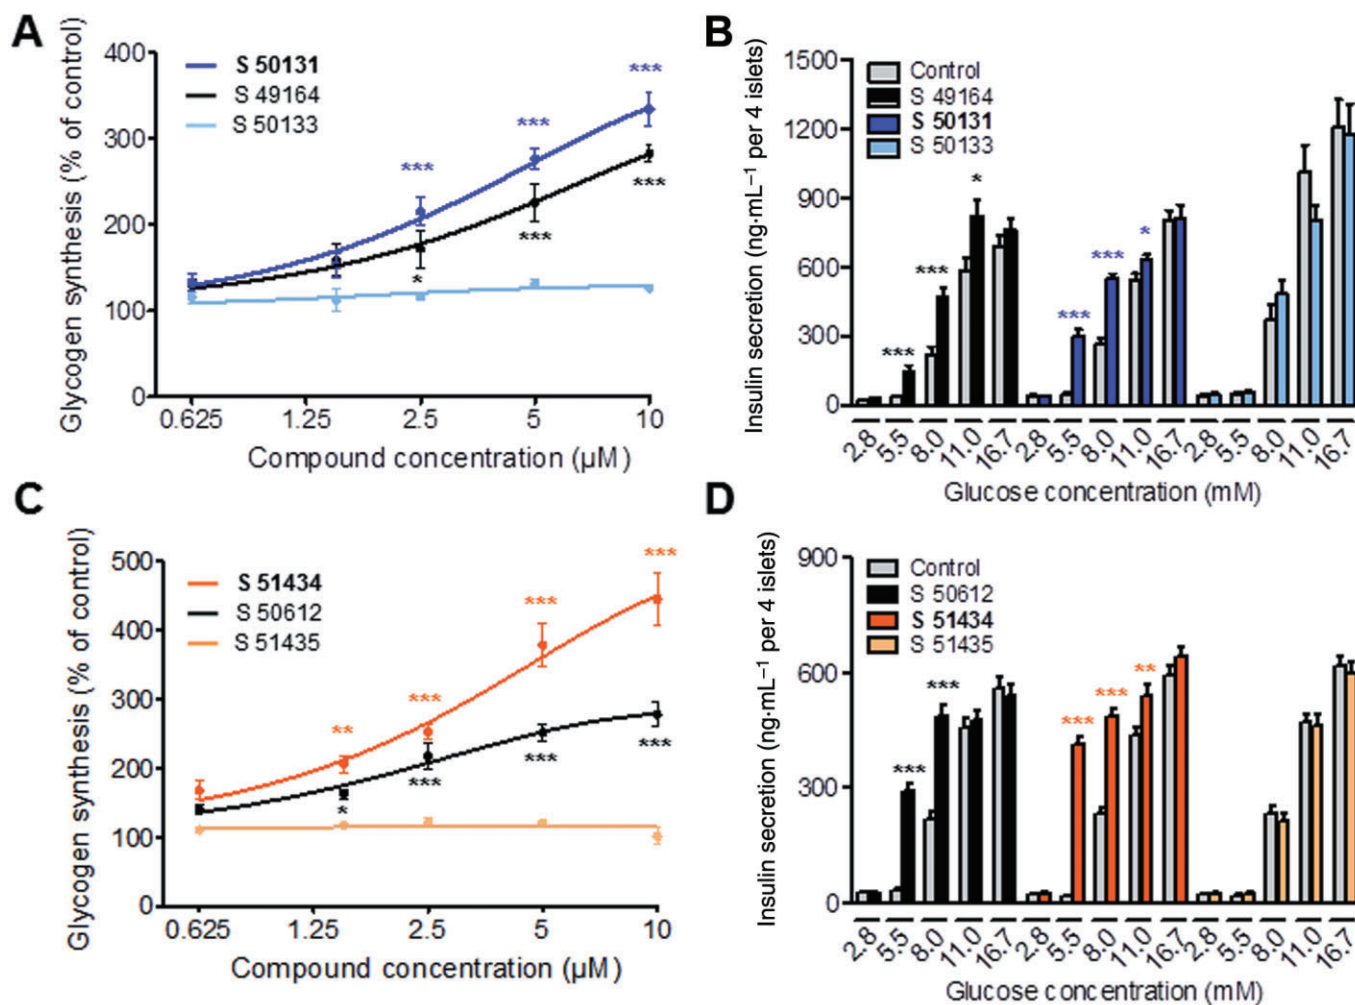 A
Glycogen synthesis (% of control)
400
300
200
100
0
S 50131
S 49164
S 50133
***
***
***
***
***
*
0.625 1.25 2.5 5 10
Compound concentration (µM)
B
Insulin secretion (ng·mL⁻¹ per 4 islets)
1500
1200
900
600
300
0
Control
S 49164
S 50131
S 50133
*
***
***
*
***
***
2.8 5.5 8.0 11.0 16.7 2.8 5.5 8.0 11.0 16.7 2.8 5.5 8.0 11.0 16.7
Glucose concentration (mM)
C
Glycogen synthesis (% of control)
500
400
300
200
100
0
S 51434
S 50612
S 51435
***
***
***
**
***
***
***
*
0.625 1.25 2.5 5 10
Compound concentration (µM)
D
Insulin secretion (ng·mL⁻¹ per 4 islets)
900
600
300
0
Control
S 50612
S 51434
S 51435
***
***
***
***
**
2.8 5.5 8.0 11.0 16.7 2.8 5.5 8.0 11.0 16.7 2.8 5.5 8.0 11.0 16.7
Glucose concentration (mM)